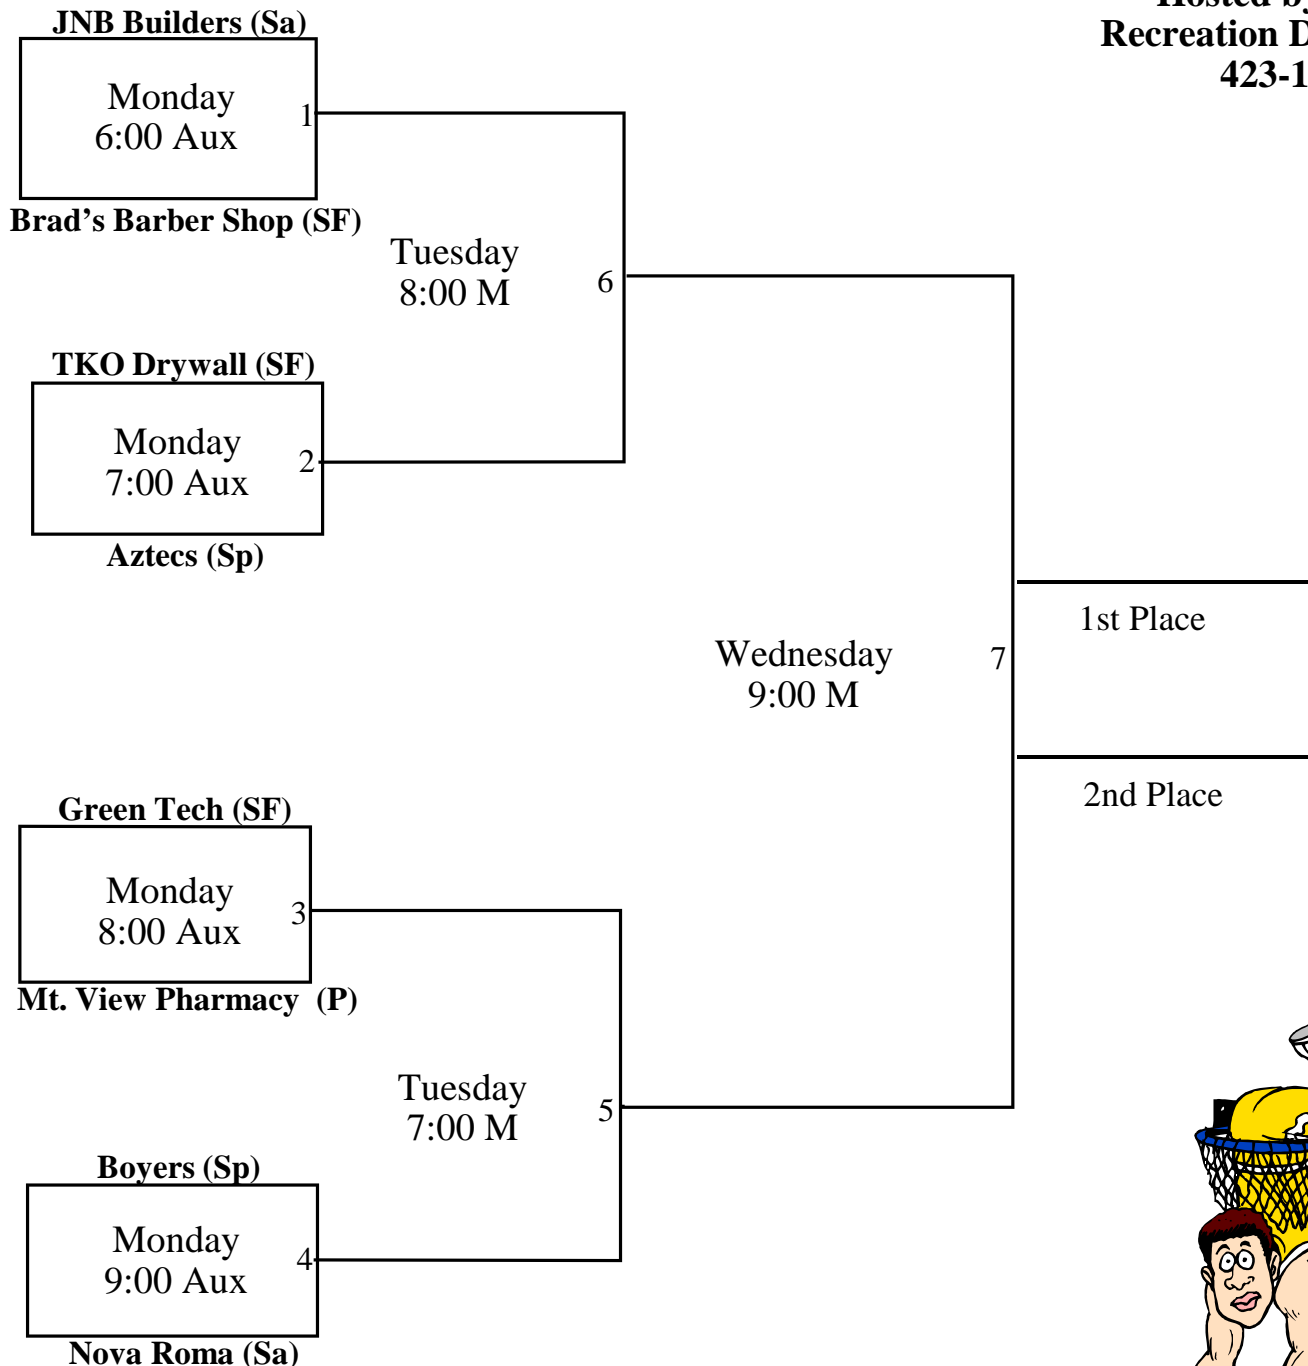 JNB Builders (Sa)
Recreation
423-1
Monday
6:00 Aux
1
Brad's Barber Shop (SF)
Tuesday
8:00 M
6
TKO Drywall (SF)
Monday
7:00 Aux
2
Aztecs (Sp)
1st Place
Wednesday
9:00 M
7
2nd Place
Green Tech (SF)
Monday
8:00 Aux
3
Mt. View Pharmacy (P)
Tuesday
7:00 M
5
Boyers (Sp)
Monday
9:00 Aux
4
Nova Roma (Sa)